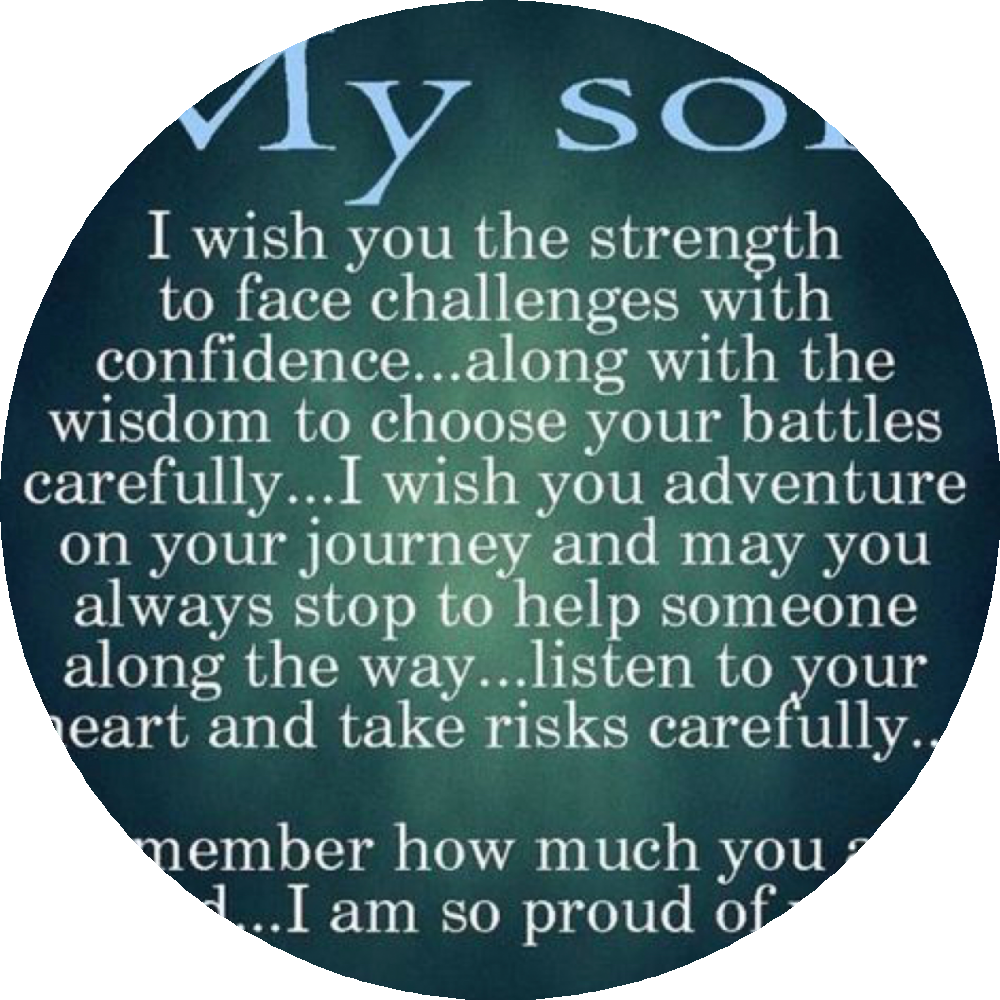 My son
I wish you the strength
to face challenges with
confidence...along with the
wisdom to choose your battles
carefully...I wish you adventure
on your journey and may you
always stop to help someone
along the way...listen to your
heart and take risks carefully..
how much you
I am so proud of